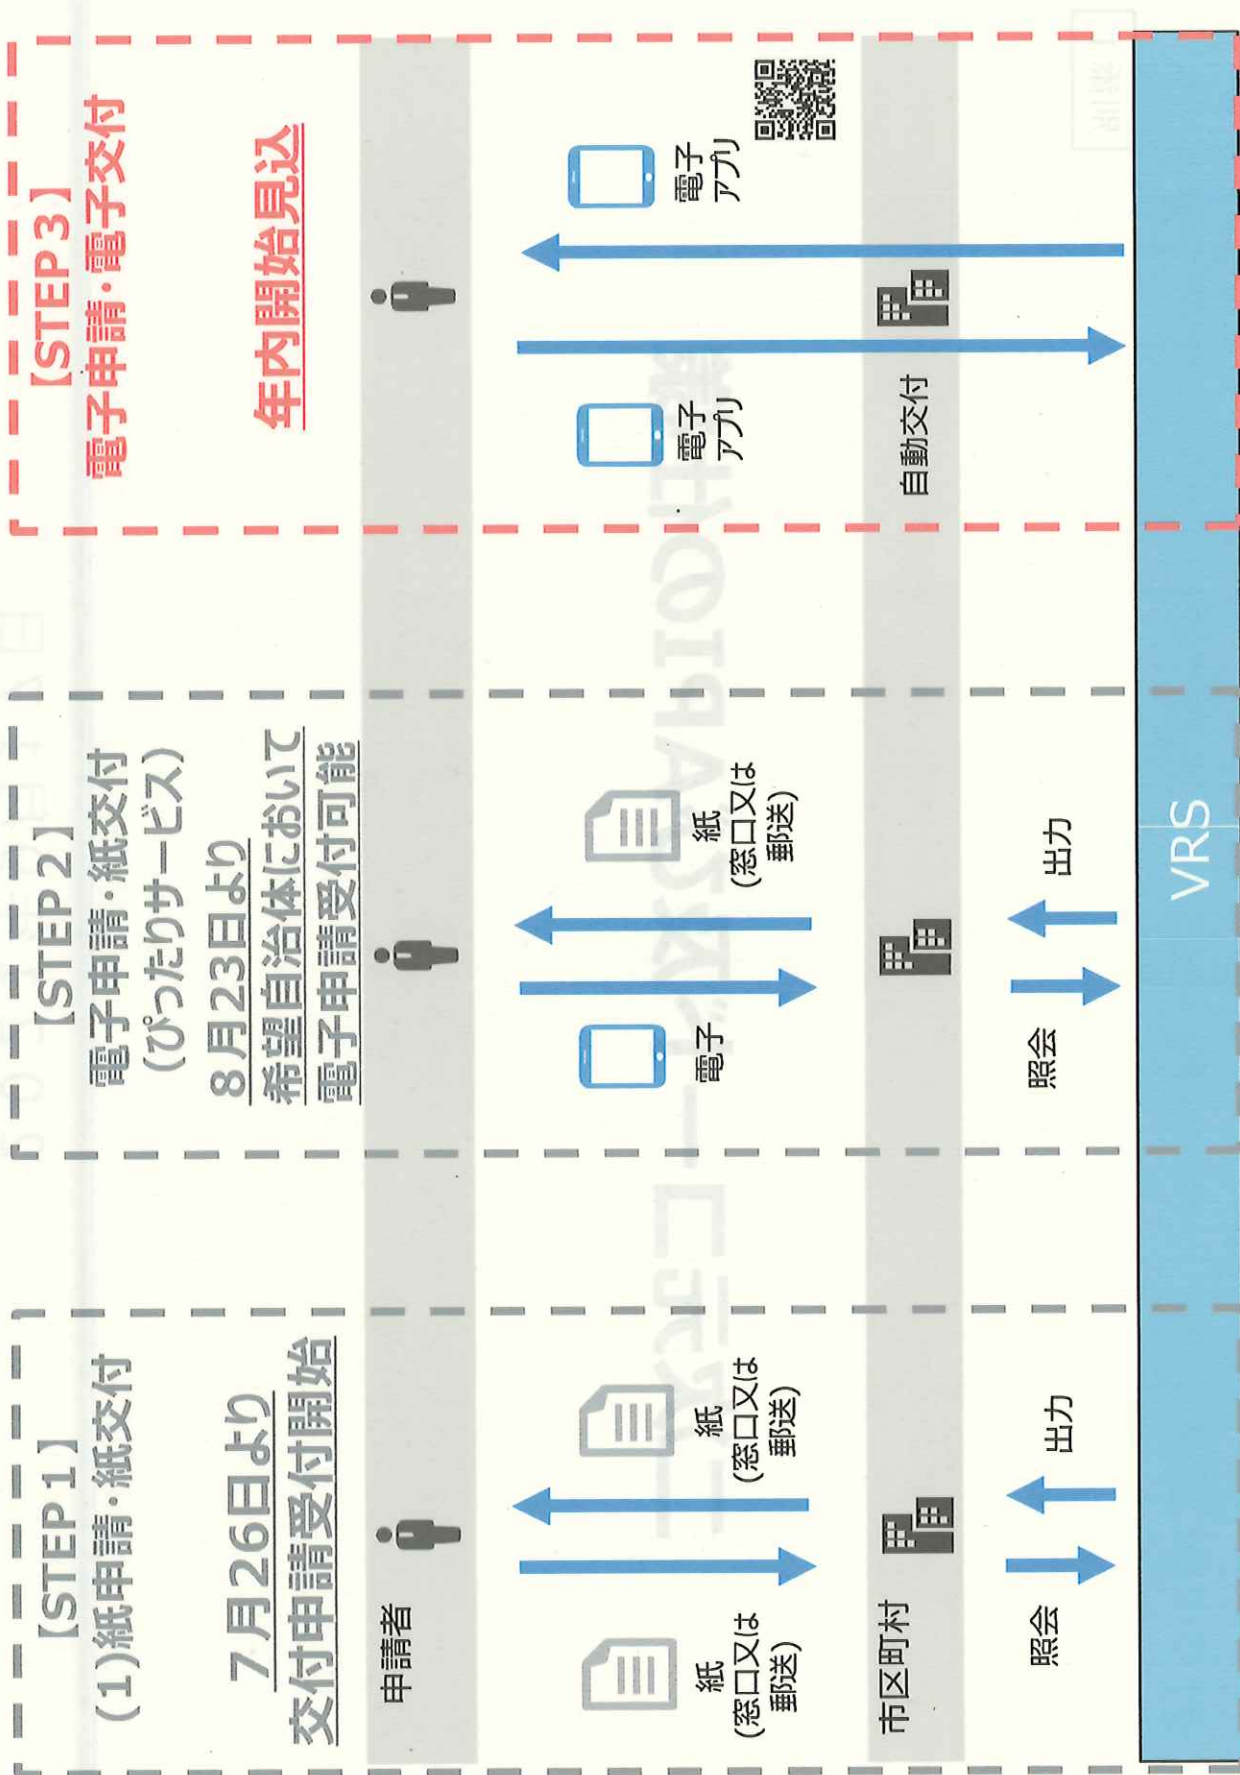 【STEP1】
(1)紙申請・紙交付
7月26日より
交付申請受付開始
申請者
紙
(窓口又は
郵送)
紙
(窓口又は
郵送)
市区町村
照会
出力
【STEP2】
電子申請・紙交付
(ぴったりサービス)
8月23日より
希望自治体において
電子申請受付可能
電子
紙
(窓口又は
郵送)
照会
出力
【STEP3】
電子申請・電子交付
年内開始見込
電子
アプリ
電子
アプリ
自動交付
VRS